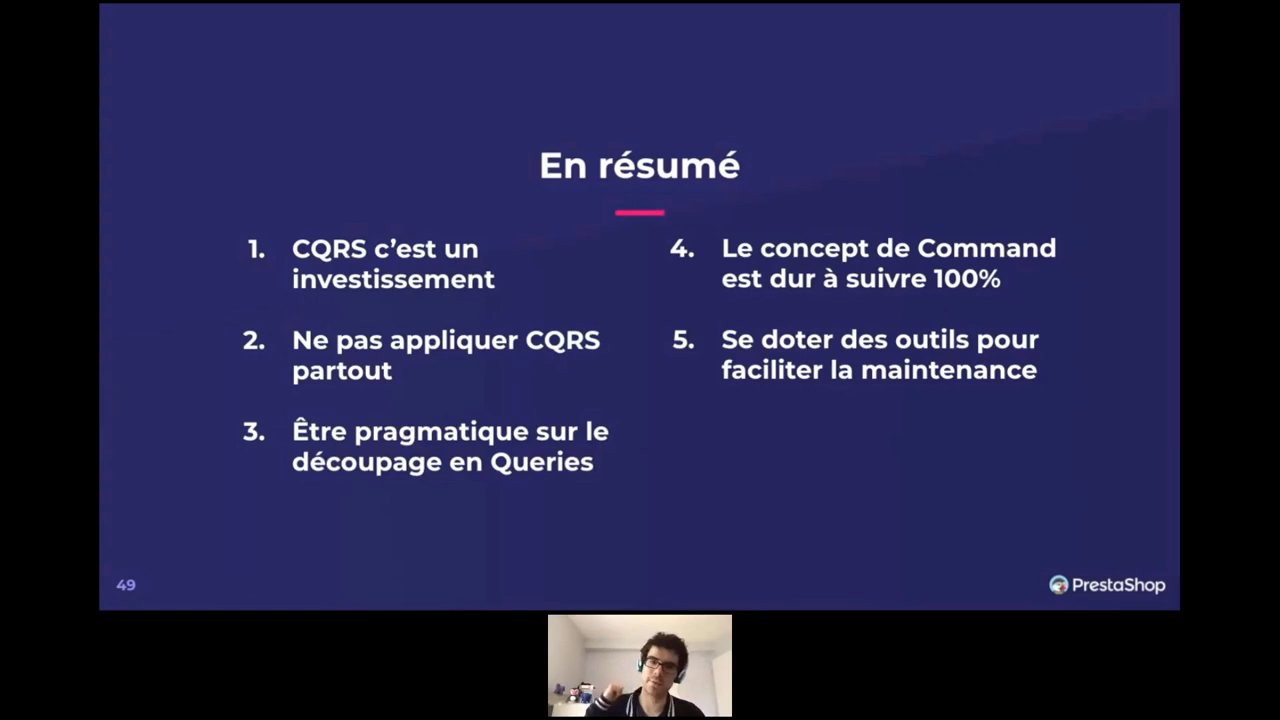 En résumé
1. CQRS c’est un
investissement
2. Ne pas appliquer CQRS
partout
3. Être pragmatique sur le
découpage en Queries
4. Le concept de Command
est dur à suivre 100%
5. Se doter des outils pour
faciliter la maintenance
49
PrestaShop